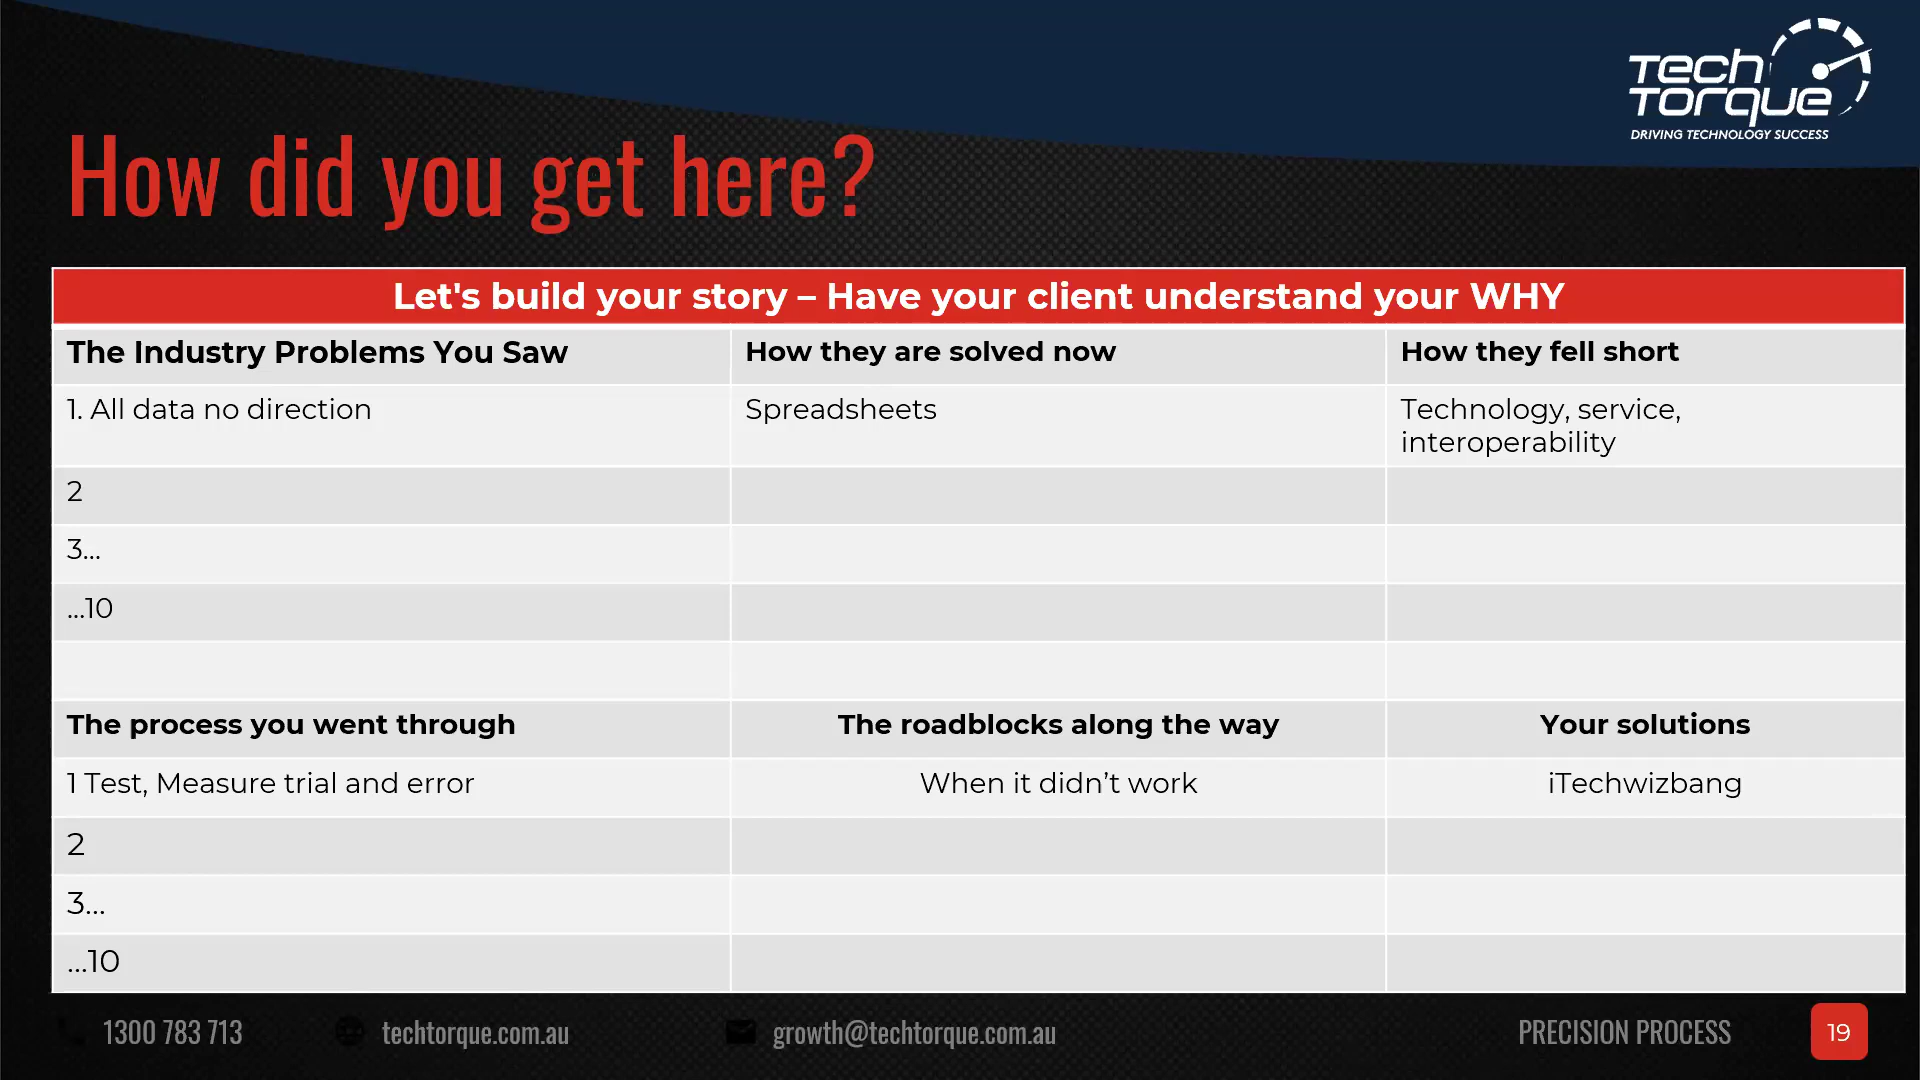 Tech
Torque
DRIVING TECHNOLOGY SUCCESS
How did you get here?
Let's build your story – Have your client understand your WHY
The Industry Problems You Saw
How they are solved now
How they fell short
1. All data no direction
Spreadsheets
Technology, service,
interoperability
2
3...
...10
The process you went through
The roadblocks along the way
Your solutions
1 Test, Measure trial and error
When it didn’t work
iTechwizbang
2
3...
...10
1300 783 713
techtorque.com.au
growth@techtorque.com.au
PRECISION PROCESS
19